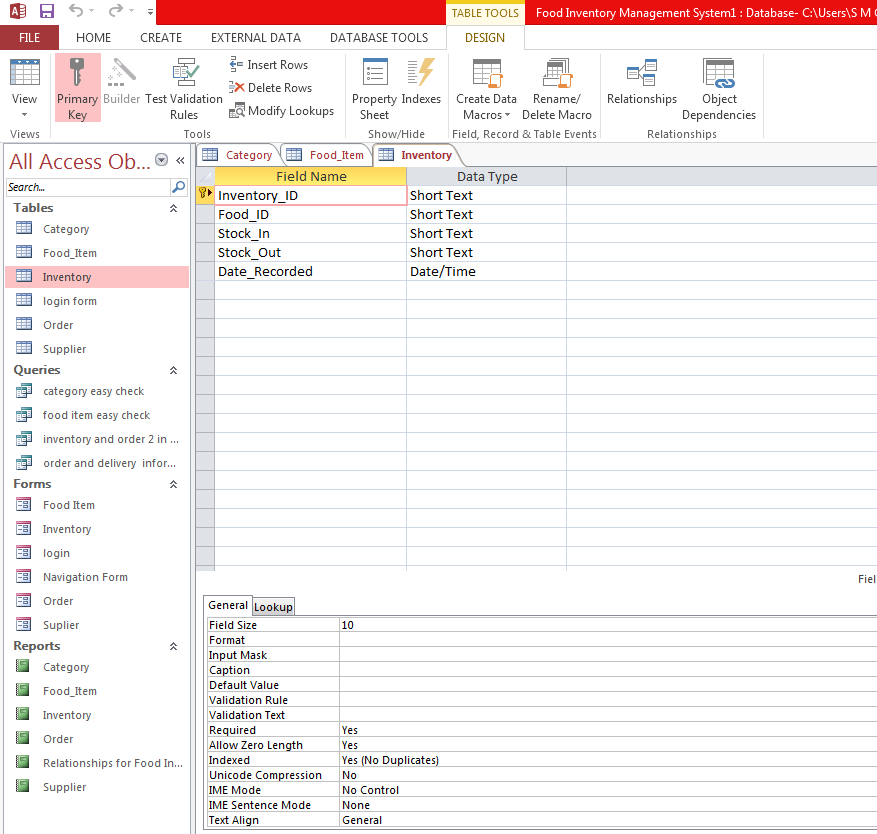 TABLE TOOLS
Food Inventory Management System1 : Database- C:\Users\S M
FILE
HOME
CREATE
EXTERNAL DATA
DATABASE TOOLS
DESIGN
View
Primary Key
Builder
Test Validation Rules
Insert Rows
Delete Rows
Modify Lookups
Property Sheet
Indexes
Create Data Macros
Rename/ Delete Macro
Relationships
Object Dependencies
Views
Tools
Show/Hide
Field, Record & Table Events
Relationships
All Access Ob...
Search...
Tables
Category
Food_Item
Inventory
login form
Order
Supplier
Queries
category easy check
food item easy check
inventory and order 2 in ...
order and delivery infor...
Forms
Food Item
Inventory
login
Navigation Form
Order
Suplier
Reports
Category
Food_Item
Inventory
Order
Relationships for Food In...
Supplier
Category
Food_Item
Inventory
Field Name Data Type
Inventory_ID Short Text
Food_ID Short Text
Stock_In Short Text
Stock_Out Short Text
Date_Recorded Date/Time
Fiel
General
Lookup
Field Size 10
Format
Input Mask
Caption
Default Value
Validation Rule
Validation Text
Required Yes
Allow Zero Length Yes
Indexed Yes (No Duplicates)
Unicode Compression No
IME Mode No Control
IME Sentence Mode None
Text Align General